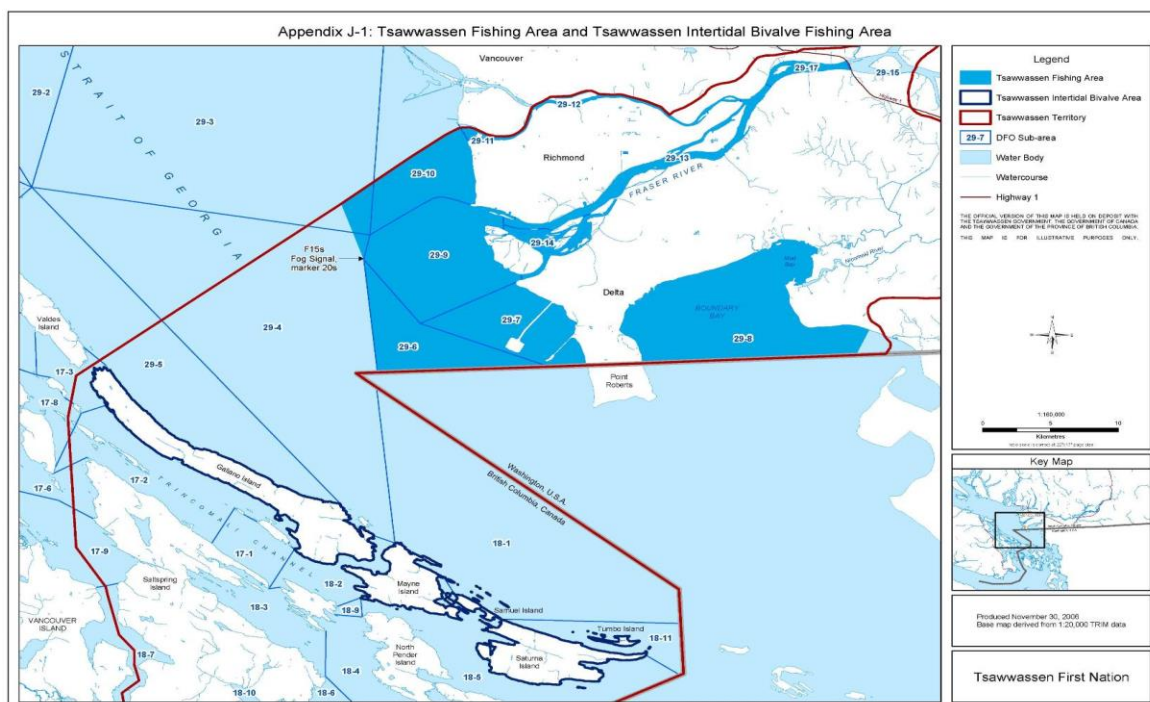 Appendix J-1: Tsawwassen Fishing Area and Tsawwassen Intertidal Bivalve Fishing Area
Vancouver
29-17
29-15
Highway 1
29-2
29-3
STRAIT OF GEORGIA
29-12
29-11
Richmond
29-13
FRASER RIVER
29-10
F15s
Fog Signal,
marker 20s
29-14
29-9
Delta
29-7
BOUNDARY
BAY
29-8
29-6
Point
Roberts
Valdes
Island
29-4
29-5
17-3
17-8
Galiano Island
17-2
TRINCOMALI CHANNEL
17-6
17-1
17-9
Washington, U.S.A.
British Columbia, Canada
18-1
Saltspring
Island
18-2
Mayne
Island
18-3
18-9
Samuel Island
Tumbo Island
18-11
VANCOUVER
ISLAND
North
Pender
Island
Saturna
Island
18-7
18-4
18-5
18-10
18-6
Legend
Tsawwassen Fishing Area
Tsawwassen Intertidal Bivalve Area
Tsawwassen Territory
29-7 DFO Sub-area
Water Body
Watercourse
Highway 1
THE OFFICIAL VERSION OF THIS MAP IS HELD ON DEPOSIT WITH
THE TSAWWASSEN GOVERNMENT, THE GOVERNMENT OF CANADA
AND THE GOVERNMENT OF THE PROVINCE OF BRITISH COLUMBIA.
THIS MAP IS FOR ILLUSTRATIVE PURPOSES ONLY.
1:160,000
0 5 10
Kilometres
Key Map
Produced November 30, 2006
Base map derived from 1:20,000 TRIM data
Tsawwassen First Nation